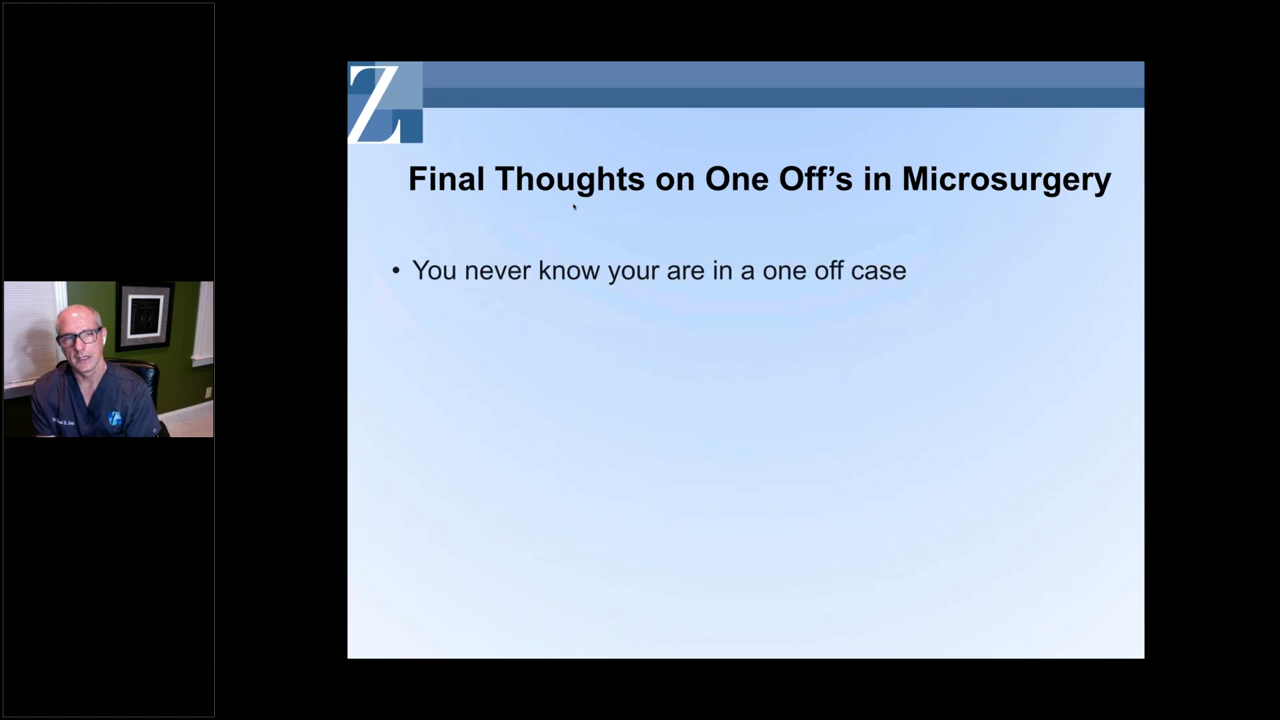 Z
Final Thoughts on One Off’s in Microsurgery
• You never know your are in a one off case